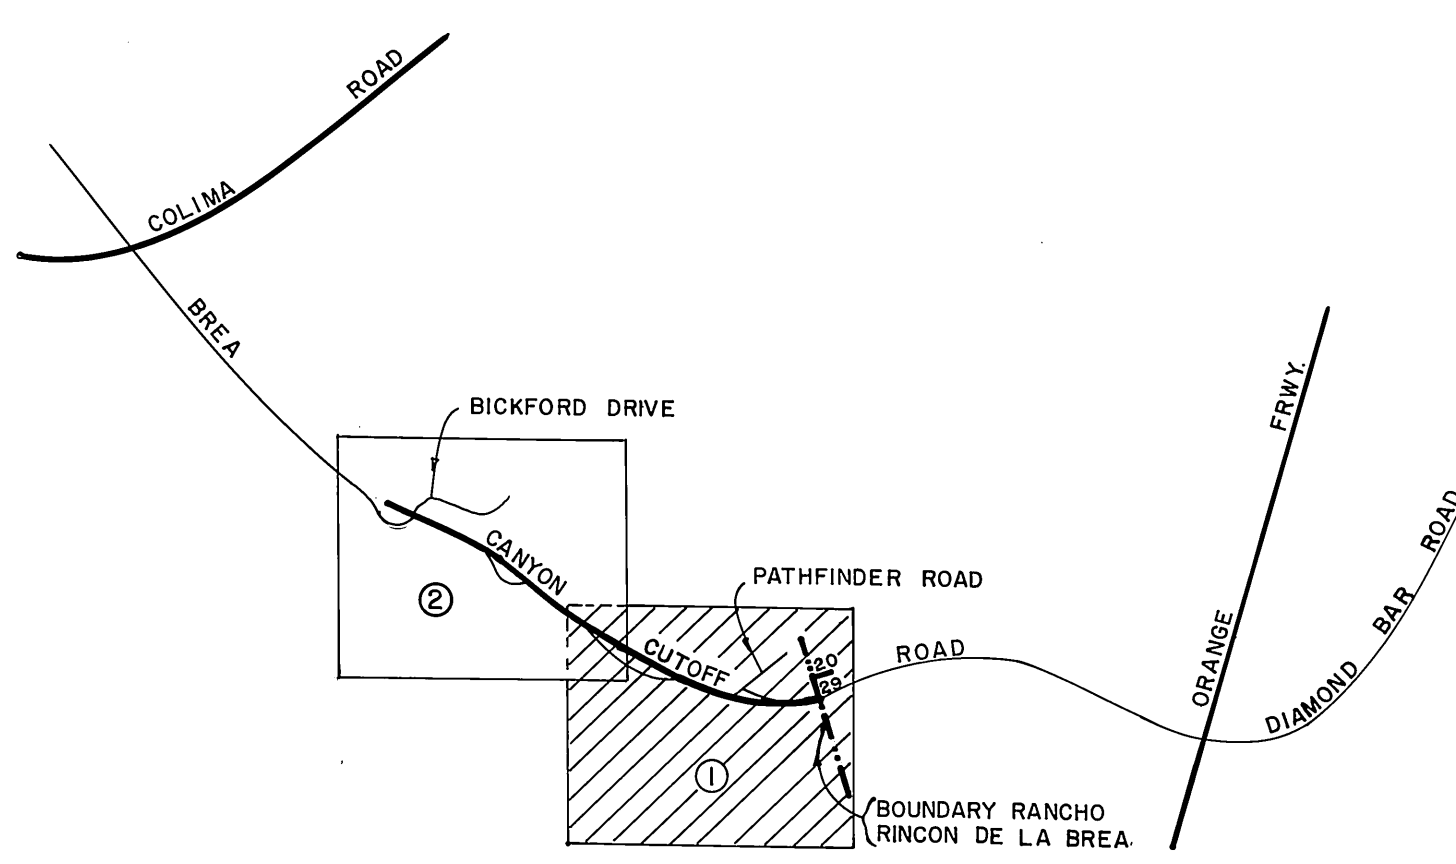 COLIMA ROAD
BREA
BICKFORD DRIVE
CANYON
2
PATHFINDER ROAD
CUTOFF
20
29
ROAD
1
BOUNDARY RANCHO
RINCON DE LA BREA.
ORANGE FRWY.
DIAMOND BAR ROAD